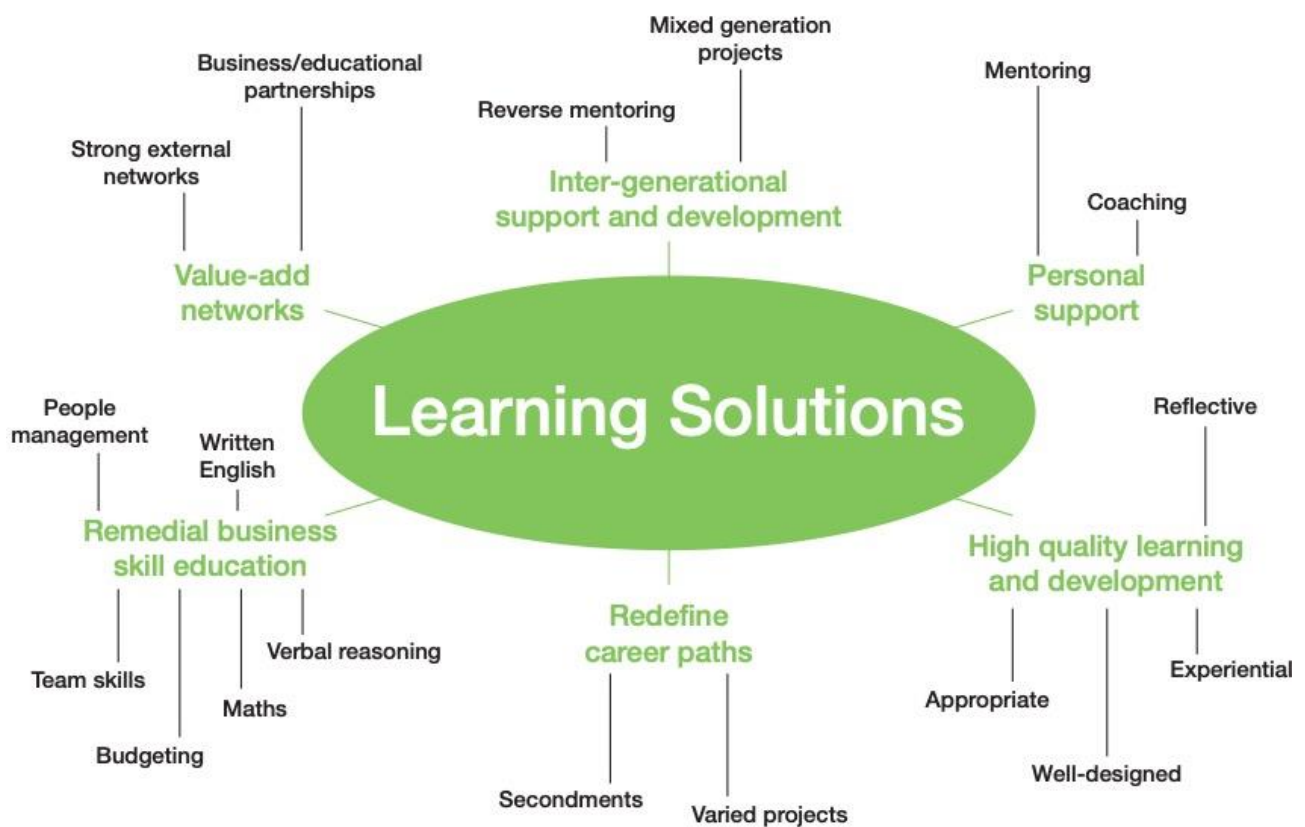 Mixed generation
projects
Business/educational
partnerships
Mentoring
Reverse mentoring
Strong external
networks
Inter-generational
support and development
Coaching
Value-add
networks
Personal
support
Learning Solutions
People
management
Written
English
Reflective
Remedial business
skill education
High quality learning
and development
Redefine
career paths
Verbal reasoning
Team skills
Maths
Budgeting
Experiential
Appropriate
Well-designed
Secondments
Varied projects